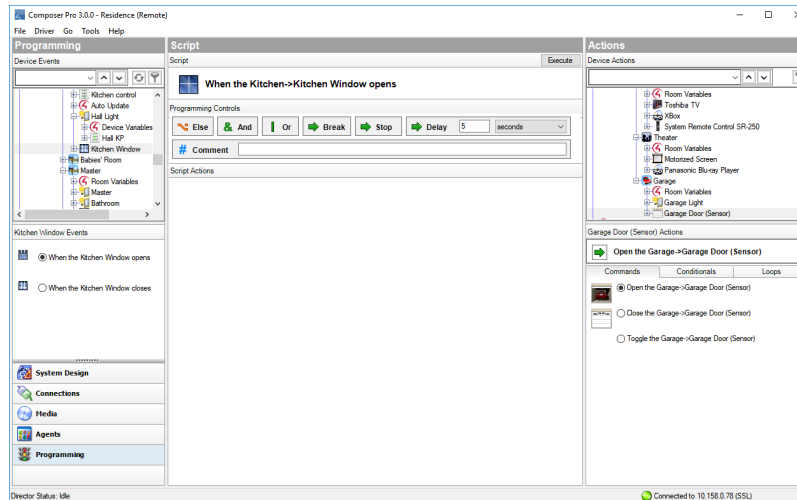 Composer Pro 3.0.0 - Residence (Remote)
File Driver Go Tools Help
Programming
Device Events
Kitchen control
Auto Update
Hall Light
Device Variables
Hall KP
Kitchen Window
Babies' Room
Master
Room Variables
Master
Bathroom
Kitchen Window Events
When the Kitchen Window opens
When the Kitchen Window closes
System Design
Connections
Media
Agents
Programming
Script
Script Execute
When the Kitchen->Kitchen Window opens
Programming Controls
Else & And Or Break Stop Delay 5 seconds
# Comment
Script Actions
Actions
Device Actions
Room Variables
Toshiba TV
XBox
System Remote Control SR-250
Theater
Room Variables
Motorized Screen
Panasonic Blu-ray Player
Garage
Room Variables
Garage Light
Garage Door (Sensor)
Garage Door (Sensor) Actions
Open the Garage->Garage Door (Sensor)
Commands Conditionals Loops
Open the Garage->Garage Door (Sensor)
Close the Garage->Garage Door (Sensor)
Toggle the Garage->Garage Door (Sensor)
Director Status: Idle
Connected to 10.158.0.78 (SSL)